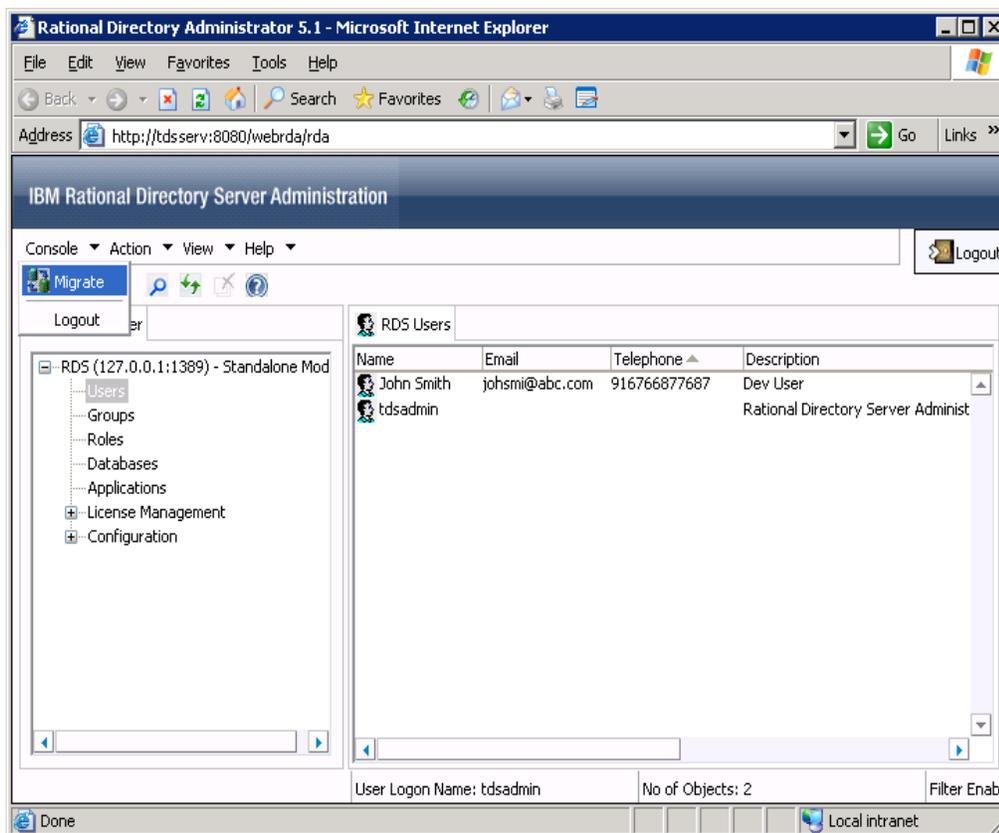 Rational Directory Administrator 5.1 - Microsoft Internet Explorer
File Edit View Favorites Tools Help
Back Search Favorites
Address http://tdsserv:8080/webrda/rda Go Links »
IBM Rational Directory Server Administration
Console Action View Help
Logout
Migrate
Logout
er
RDS Users
RDS (127.0.0.1:1389) - Standalone Mod
Users
Groups
Roles
Databases
Applications
License Management
Configuration
Name Email Telephone Description
John Smith johsmi@abc.com 916766877687 Dev User
tdsadmin Rational Directory Server Administ
User Logon Name: tdsadmin No of Objects: 2 Filter Enab
Done Local intranet